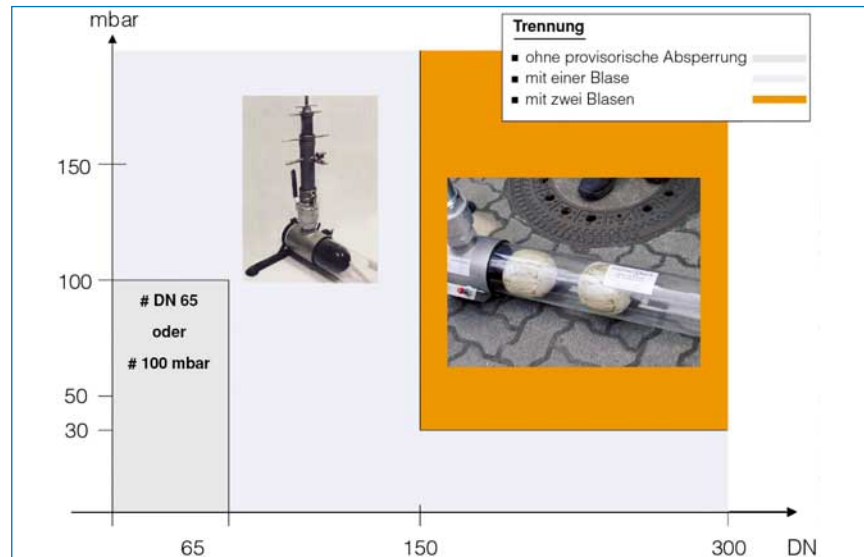 mbar
Trennung
▪ ohne provisorische Absperrung
▪ mit einer Blase
▪ mit zwei Blasen
150
100
# DN 65
oder
# 100 mbar
50
30
65
150
300
DN